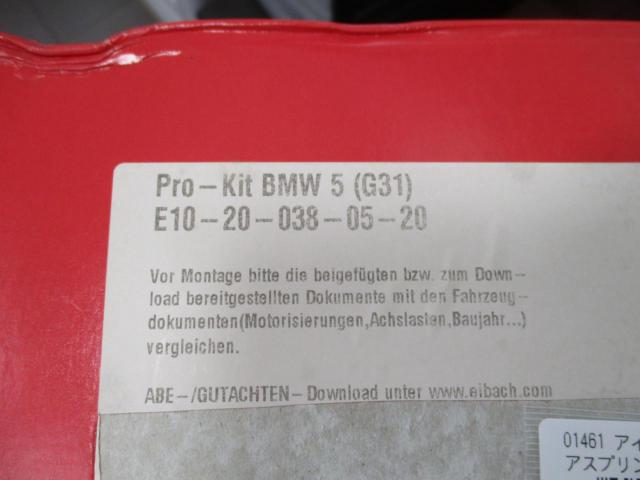 Pro-Kit BMW 5 (G31)
E10-20-038-05-20
Vor Montage bitte die beigefügten bzw. zum Down-
load bereitgestellten Dokumente mit den Fahrzeug-
dokumenten(Motorisierungen,Achslasten,Baujahr...)
vergleichen.
ABE-/GUTACHTEN-Download unter www.eibach.com
01461 アイ
アスプリン